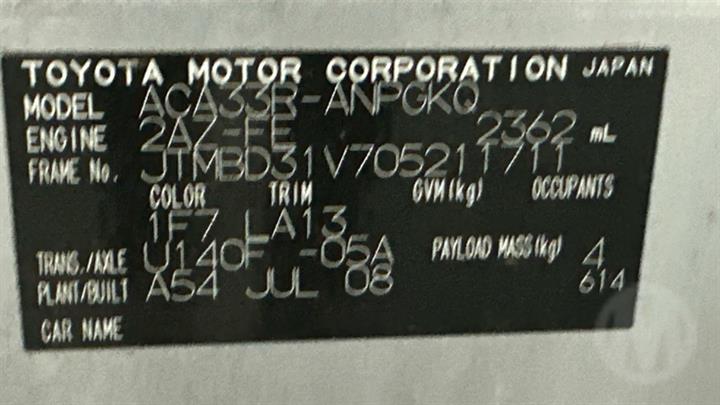 TOYOTA MOTOR CORPORATION JAPAN
MODEL ACA33R-ANPGKQ
ENGINE 2AZ-FE 2362 mL
FRAME No. JTMBD31V705211711
COLOR TRIM GVM(kg) OCCUPANTS
1F7 LA13
TRANS./AXLE U140F -05A PAYLOAD MASS(kg) 4
PLANT/BUILT A54 JUL 08 614
CAR NAME